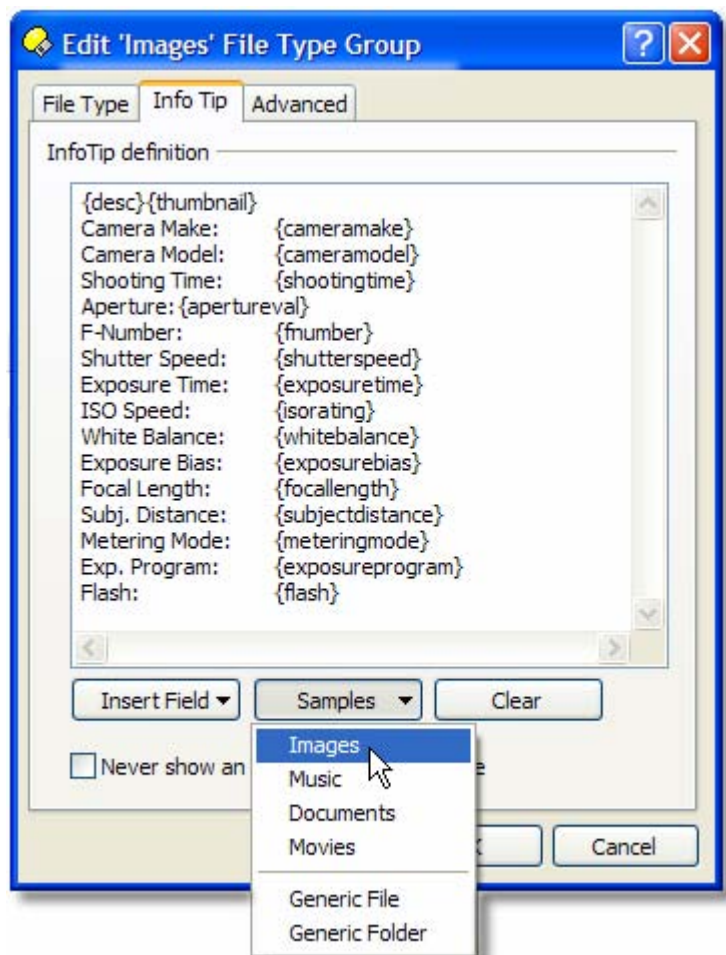 Edit 'Images' File Type Group
File Type Info Tip Advanced
InfoTip definition
{desc}{thumbnail}
Camera Make: {cameramake}
Camera Model: {cameramodel}
Shooting Time: {shootingtime}
Aperture: {apertureval}
F-Number: {fnumber}
Shutter Speed: {shutterspeed}
Exposure Time: {exposuretime}
ISO Speed: {isorating}
White Balance: {whitebalance}
Exposure Bias: {exposurebias}
Focal Length: {focallength}
Subj. Distance: {subjectdistance}
Metering Mode: {meteringmode}
Exp. Program: {exposureprogram}
Flash: {flash}
Insert Field Samples Clear
Images
Never show an
Music
Documents
Movies
Cancel
Generic File
Generic Folder